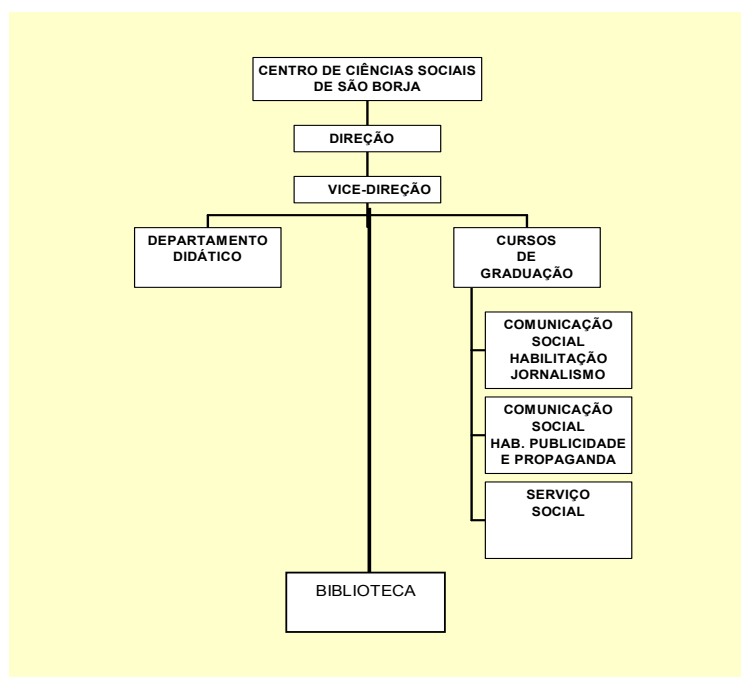 CENTRO DE CIÊNCIAS SOCIAIS
DE SÃO BORJA
DIREÇÃO
VICE-DIREÇÃO
DEPARTAMENTO
DIDÁTICO
CURSOS
DE
GRADUAÇÃO
COMUNICAÇÃO
SOCIAL
HABILITAÇÃO
JORNALISMO
COMUNICAÇÃO
SOCIAL
HAB. PUBLICIDADE
E PROPAGANDA
SERVIÇO
SOCIAL
BIBLIOTECA